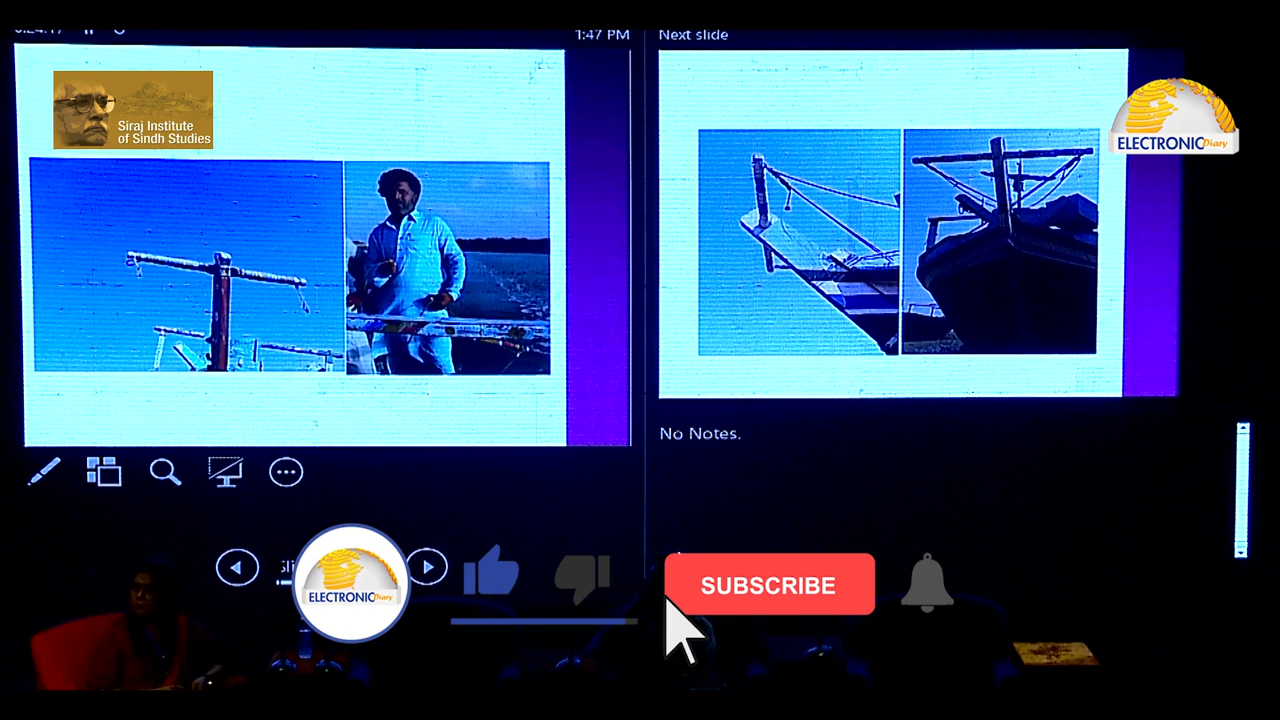 1:47 PM
Next slide
Siraj Institute
of Sindh Studies
ELECTRONIC Diary
No Notes.
ELECTRONIC Diary
SUBSCRIBE